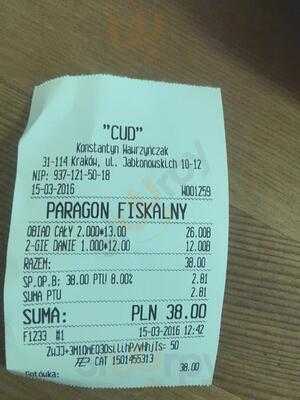 "CUD"
Konstantyn Wawrzyńczak
31-114 Kraków, ul. Jabłonowskich 10-12
NIP: 937-121-50-18
15-03-2016 W001259
PARAGON FISKALNY
OBIAD CAŁY 2.000*13.00 26.00B
2-GIE DANIE 1.000*12.00 12.00B
RAZEM: 38.00
SP.OP.B: 38.00 PTU 8.00% 2.81
SUMA PTU 2.81
SUMA: PLN 38.00
F1233 #1 15-03-2016 12:42
CAT 1501455313
Gotówka: 38.00